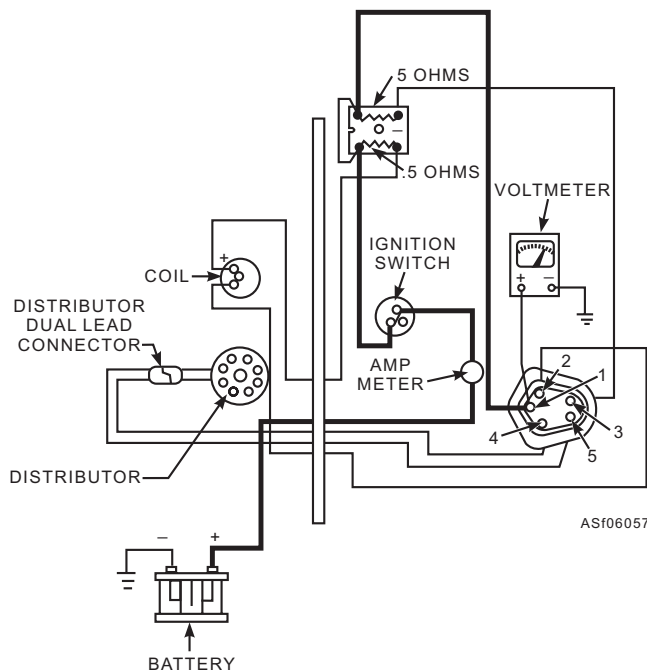 5 OHMS
.5 OHMS
VOLTMETER
IGNITION
SWITCH
+
COIL
DISTRIBUTOR
DUAL LEAD
CONNECTOR
AMP
METER
+ −
2
1
4
3
5
DISTRIBUTOR
ASf06057
− +
BATTERY
−